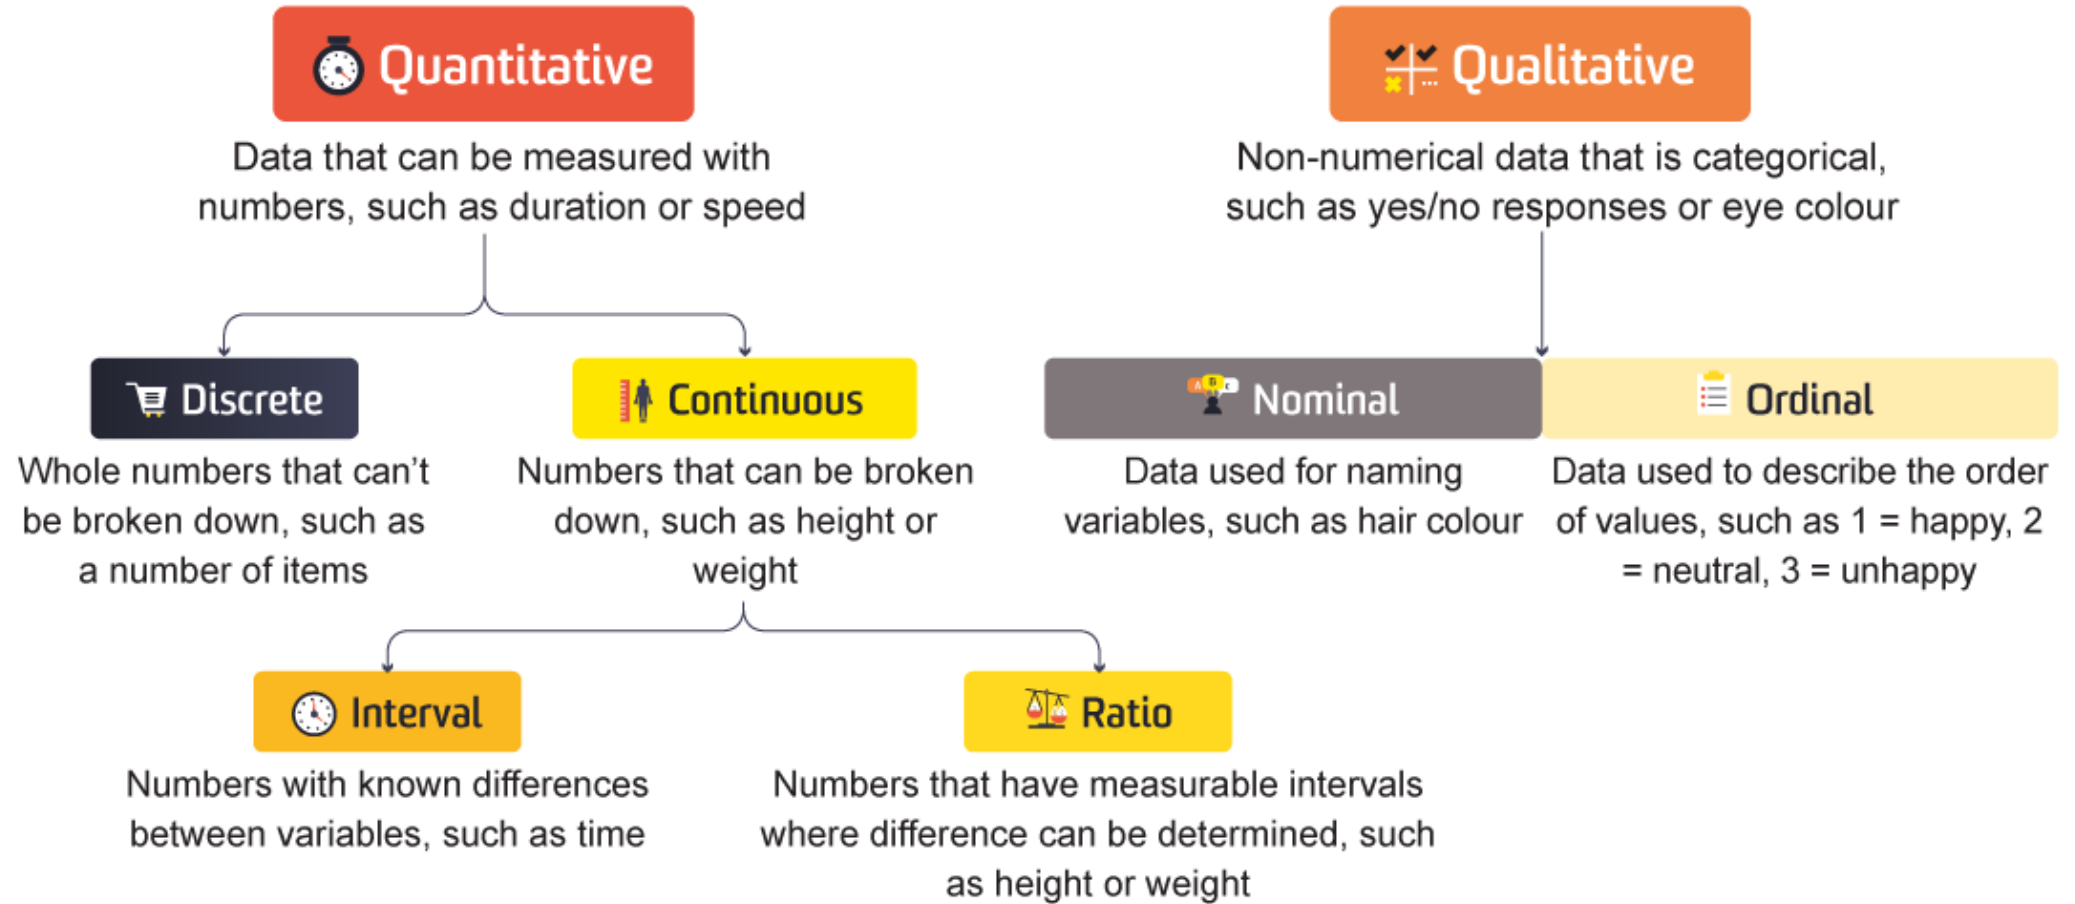 Quantitative
Data that can be measured with
numbers, such as duration or speed
Qualitative
Non-numerical data that is categorical,
such as yes/no responses or eye colour
Discrete
Whole numbers that can't
be broken down, such as
a number of items
Continuous
Numbers that can be broken
down, such as height or
weight
Nominal
Data used for naming
variables, such as hair colour
Ordinal
Data used to describe the order
of values, such as 1 = happy, 2
= neutral, 3 = unhappy
Interval
Numbers with known differences
between variables, such as time
Ratio
Numbers that have measurable intervals
where difference can be determined, such
as height or weight